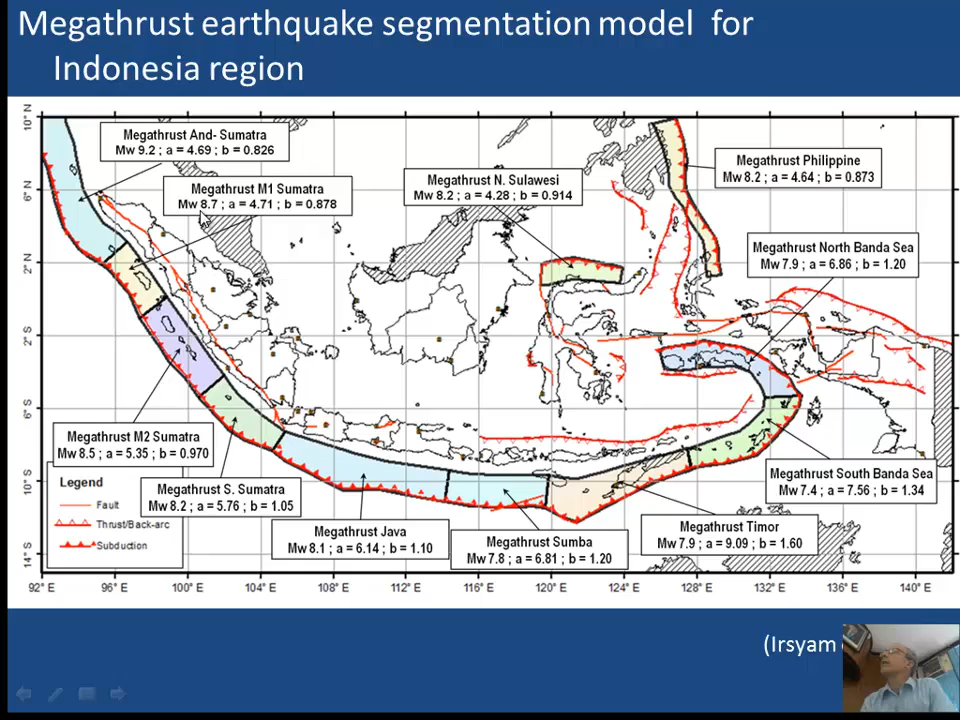 Megathrust earthquake segmentation model for
Indonesia region
10° N
6° N
2° N
2° S
6° S
10° S
14° S
Megathrust And- Sumatra
Mw 9.2 ; a = 4.69 ; b = 0.826
Megathrust M1 Sumatra
Mw 8.7 ; a = 4.71 ; b = 0.878
Megathrust N. Sulawesi
Mw 8.2 ; a = 4.28 ; b = 0.914
Megathrust Philippine
Mw 8.2 ; a = 4.64 ; b = 0.873
Megathrust North Banda Sea
Mw 7.9 ; a = 6.86 ; b = 1.20
Megathrust M2 Sumatra
Mw 8.5 ; a = 5.35 ; b = 0.970
Megathrust S. Sumatra
Mw 8.2 ; a = 5.76 ; b = 1.05
Megathrust Java
Mw 8.1 ; a = 6.14 ; b = 1.10
Megathrust Sumba
Mw 7.8 ; a = 6.81 ; b = 1.20
Megathrust Timor
Mw 7.9 ; a = 9.09 ; b = 1.60
Megathrust South Banda Sea
Mw 7.4 ; a = 7.56 ; b = 1.34
Legend
Fault
Thrust/Back-arc
Subduction
92° E 96° E 100° E 104° E 108° E 112° E 116° E 120° E 124° E 128° E 132° E 136° E 140° E
(Irsyam